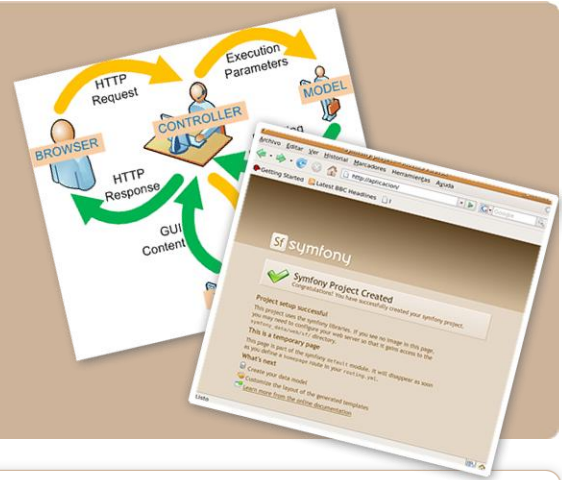 HTTP
Request
Execution
Parameters
BROWSER
CONTROLLER
MODEL
HTTP
Response
GUI
Content
Archivo Editar Ver Historial Marcadores Herramientas Ayuda
http://aplicacion/
Google
Getting Started Latest BBC Headlines
Sf symfony
Symfony Project Created
Congratulations! You have successfully created your symfony project.
Project setup successful
This project uses the symfony libraries. If you see no image in this page,
you may need to configure your web server so that it gains access to the
symfony_data/web/sf/ directory.
This is a temporary page
This page is part of the symfony default module. It will disappear as soon
as you define a homepage route in your routing.yml.
What's next
Create your data model
Customize the layout of the generated templates
Learn more from the online documentation
Listo